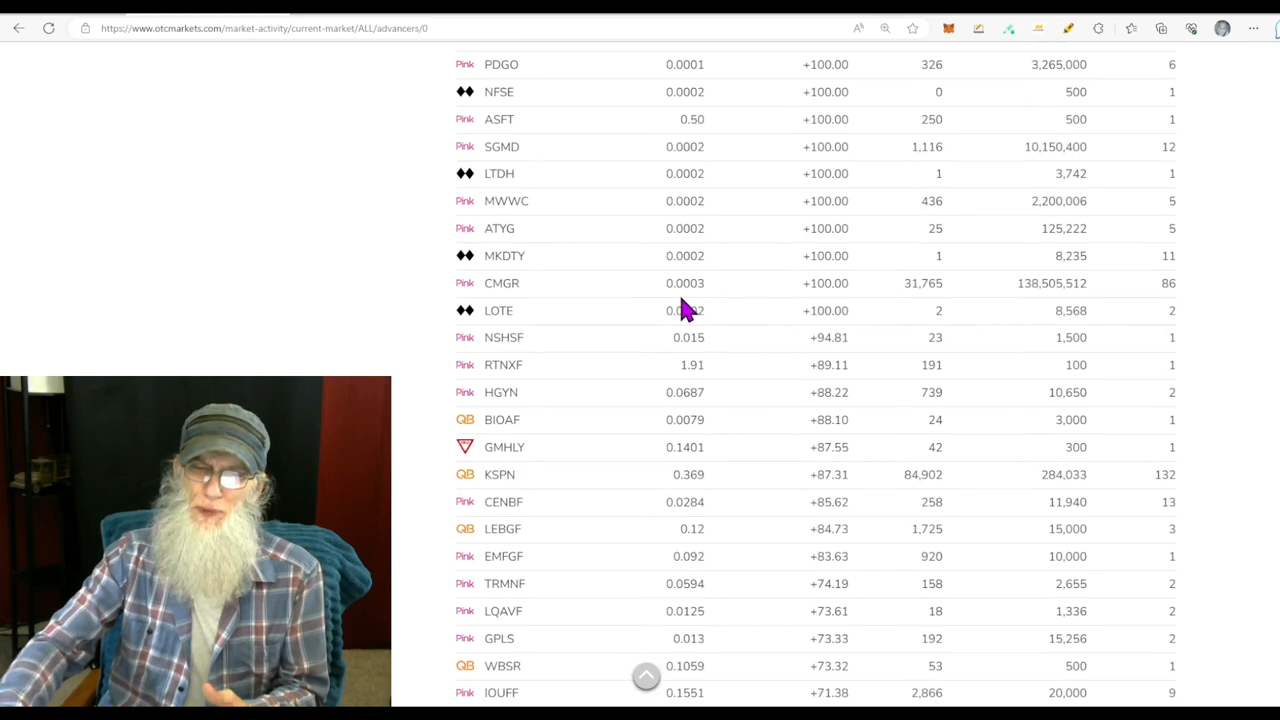 https://www.otcmarkets.com/market-activity/current-market/ALL/advancers/0
Pink PDGO 0.0001 +100.00 326 3,265,000 6
NFSE 0.0002 +100.00 0 500 1
Pink ASFT 0.50 +100.00 250 500 1
Pink SGMD 0.0002 +100.00 1,116 10,150,400 12
LTDH 0.0002 +100.00 1 3,742 1
Pink MWWC 0.0002 +100.00 436 2,200,006 5
Pink ATYG 0.0002 +100.00 25 125,222 5
MKDTY 0.0002 +100.00 1 8,235 11
Pink CMGR 0.0003 +100.00 31,765 138,505,512 86
LOTE +100.00 2 8,568 2
Pink NSHSF 0.015 +94.81 23 1,500 1
Pink RTNXF 1.91 +89.11 191 100 1
Pink HGYN 0.0687 +88.22 739 10,650 2
QB BIOAF 0.0079 +88.10 24 3,000 1
GMHLY 0.1401 +87.55 42 300 1
QB KSPN 0.369 +87.31 84,902 284,033 132
Pink CENBF 0.0284 +85.62 258 11,940 13
QB LEBGF 0.12 +84.73 1,725 15,000 3
Pink EMFGF 0.092 +83.63 920 10,000 1
Pink TRMNF 0.0594 +74.19 158 2,655 2
Pink LQAVF 0.0125 +73.61 18 1,336 2
Pink GPLS 0.013 +73.33 192 15,256 2
QB WBSR 0.1059 +73.32 53 500 1
Pink IOUFF 0.1551 +71.38 2,866 20,000 9